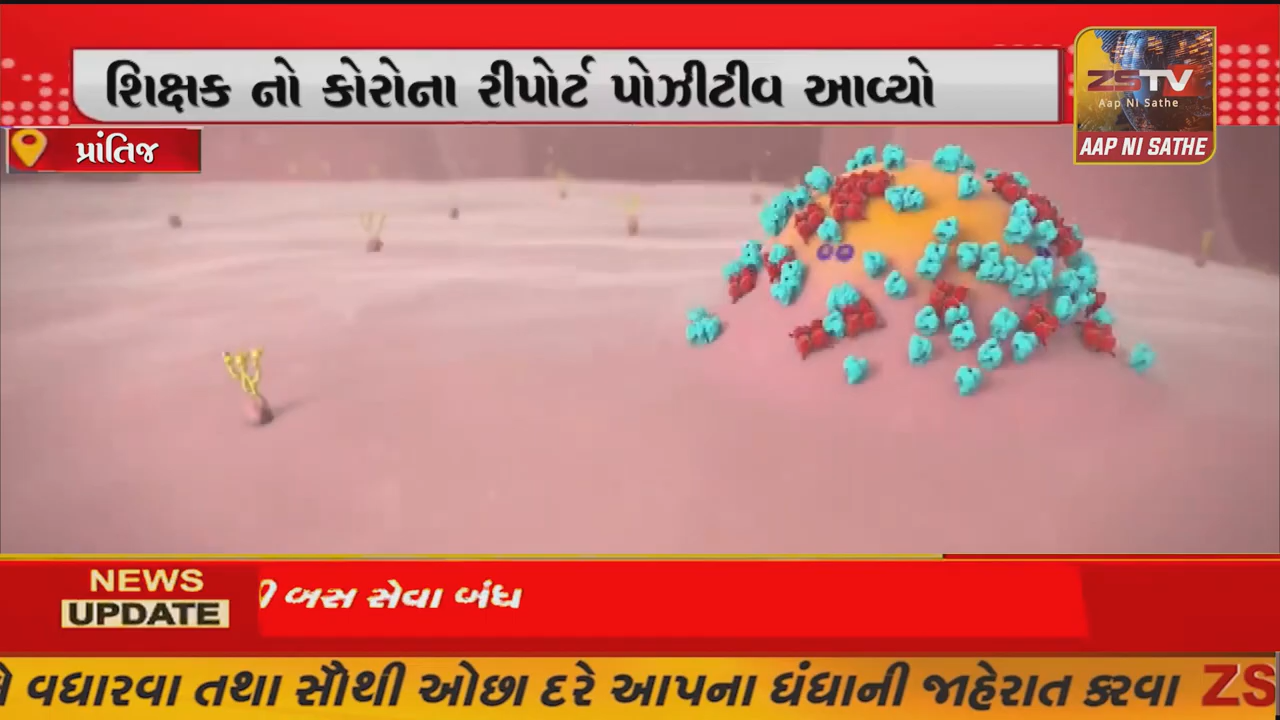 શિક્ષક નો કોરોના રીપોર્ટ પોઝીટીવ આવ્યો
ZSTV
Aap Ni Sathe
AAP NI SATHE
પ્રાંતિજ
NEWS
UPDATE
બસ સેવા બંધ
વધારવા તથા સૌથી ઓછા દરે આપના ધંધાની જાહેરાત કરવા ZS